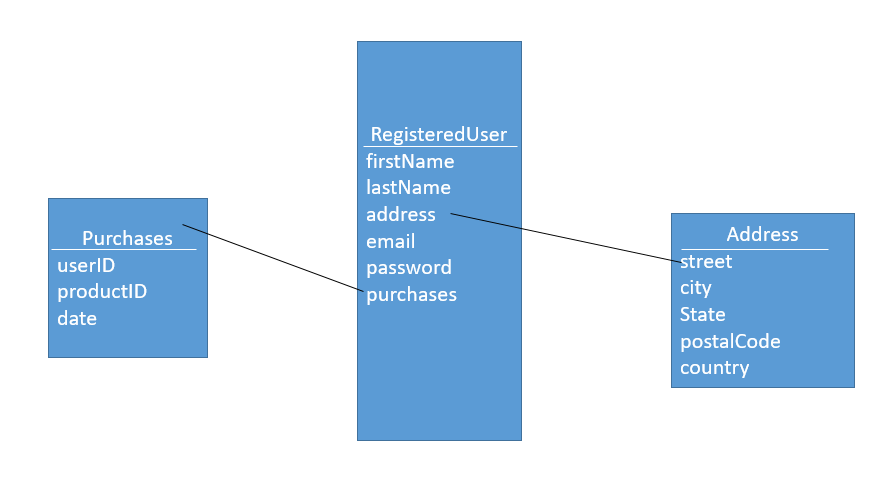 Purchases
userID
productID
date
RegisteredUser
firstName
lastName
address
email
password
purchases
Address
street
city
State
postalCode
country